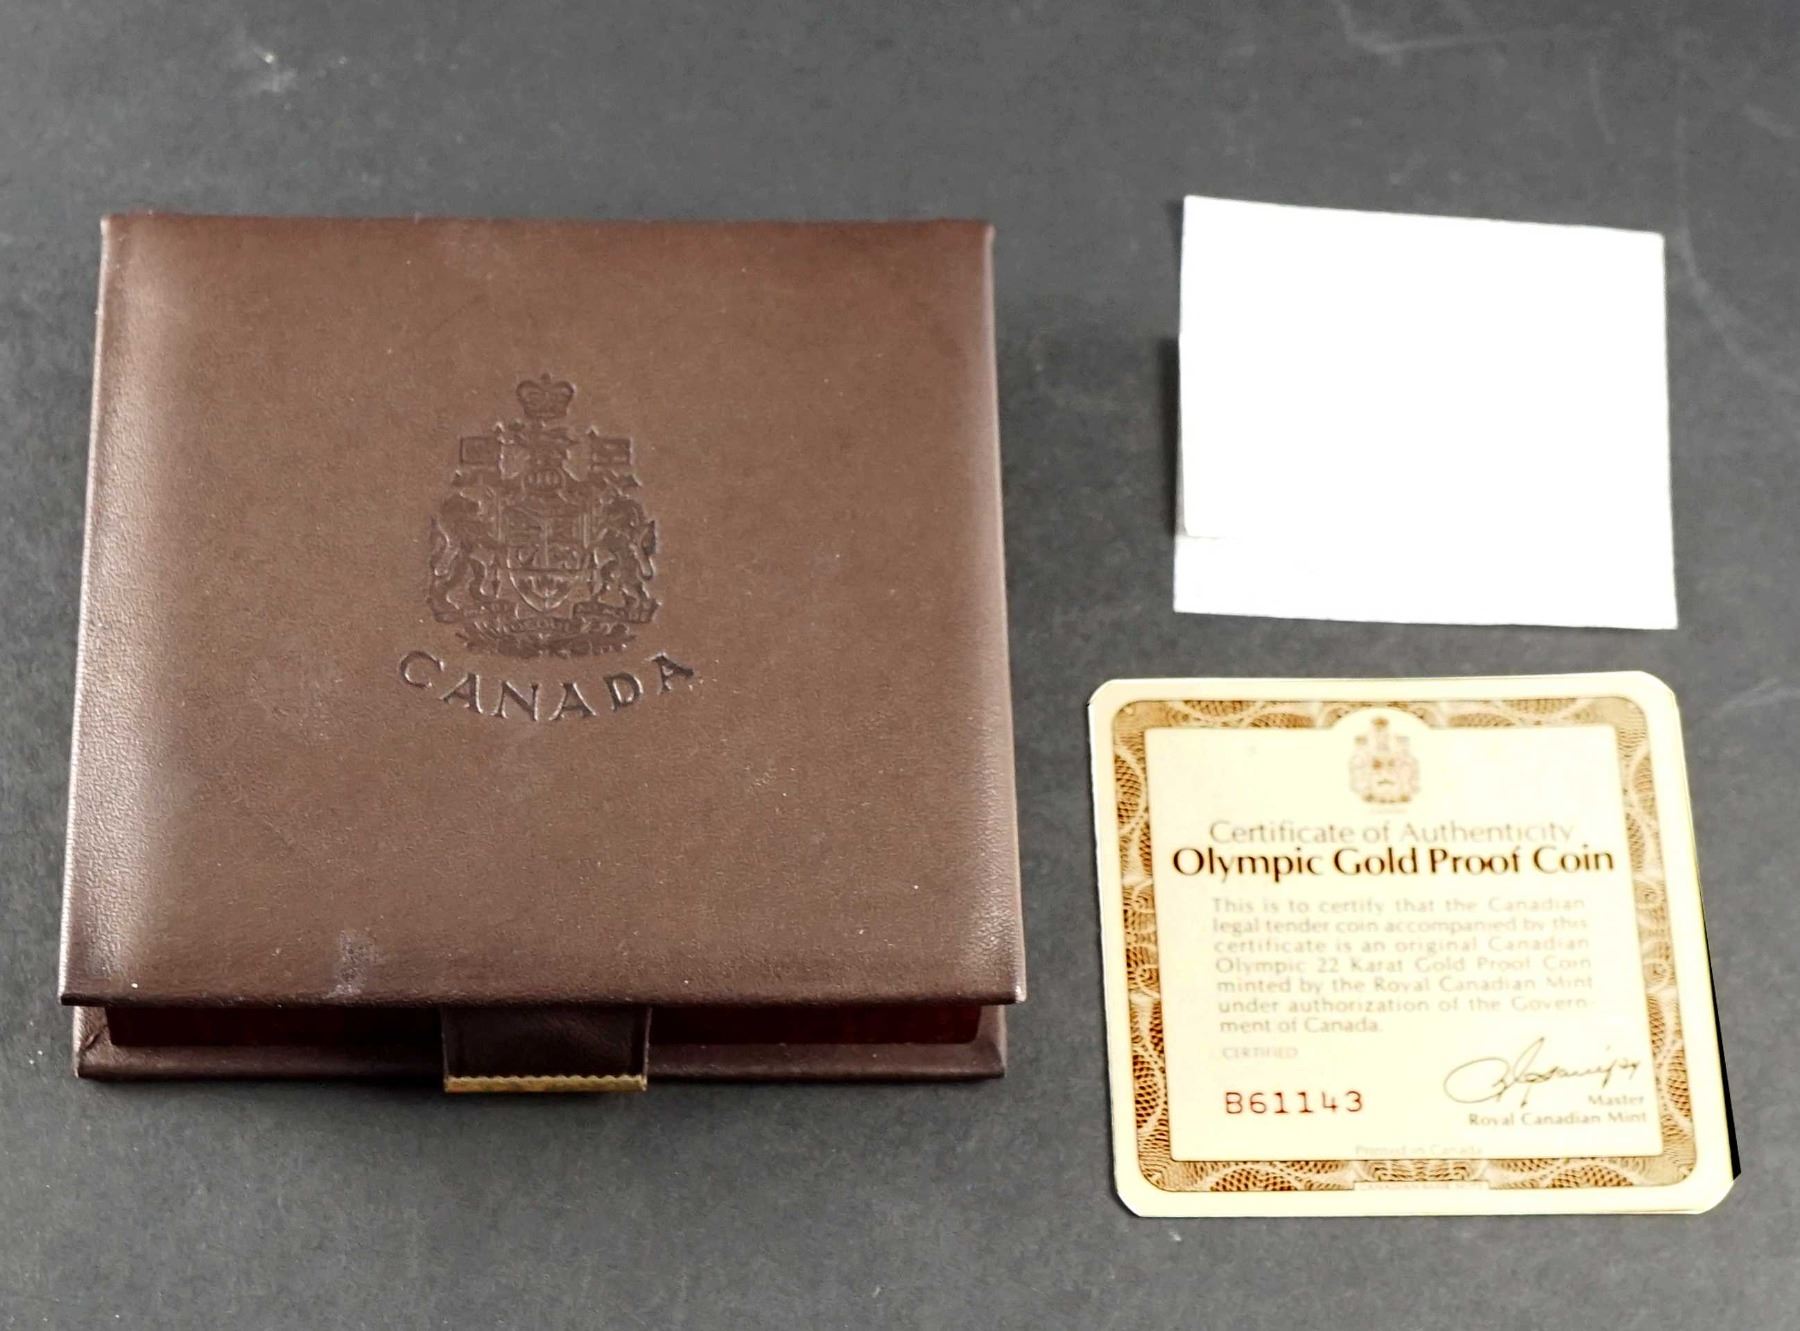 CANADA
Certificate of Authenticity
Olympic Gold Proof Coin
This is to certify that the Canadian
legal tender coin accompanied by this
certificate is an original Canadian
Olympic 22 Karat Gold Proof Coin
minted by the Royal Canadian Mint
under authorization of the Govern-
ment of Canada.
CERTIFIED
B61143
Master
Royal Canadian Mint
Printed in Canada